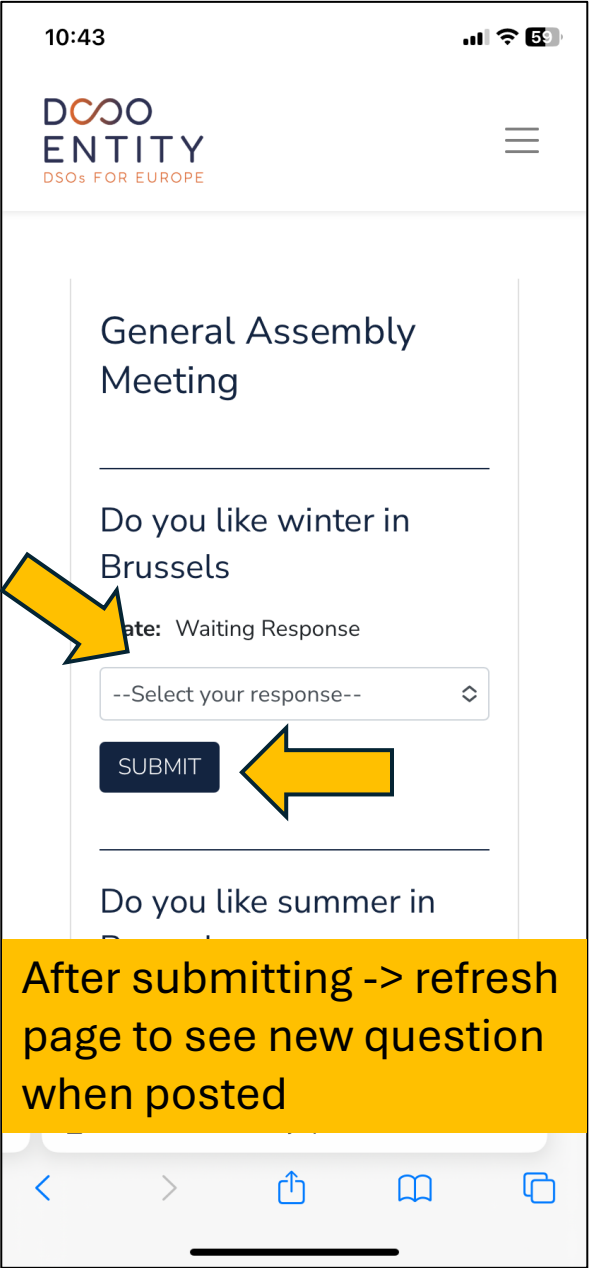 10:43
59
DSO
ENTITY
DSOs FOR EUROPE
General Assembly
Meeting
Do you like winter in
Brussels
ate: Waiting Response
--Select your response--
SUBMIT
Do you like summer in
After submitting -> refresh
page to see new question
when posted